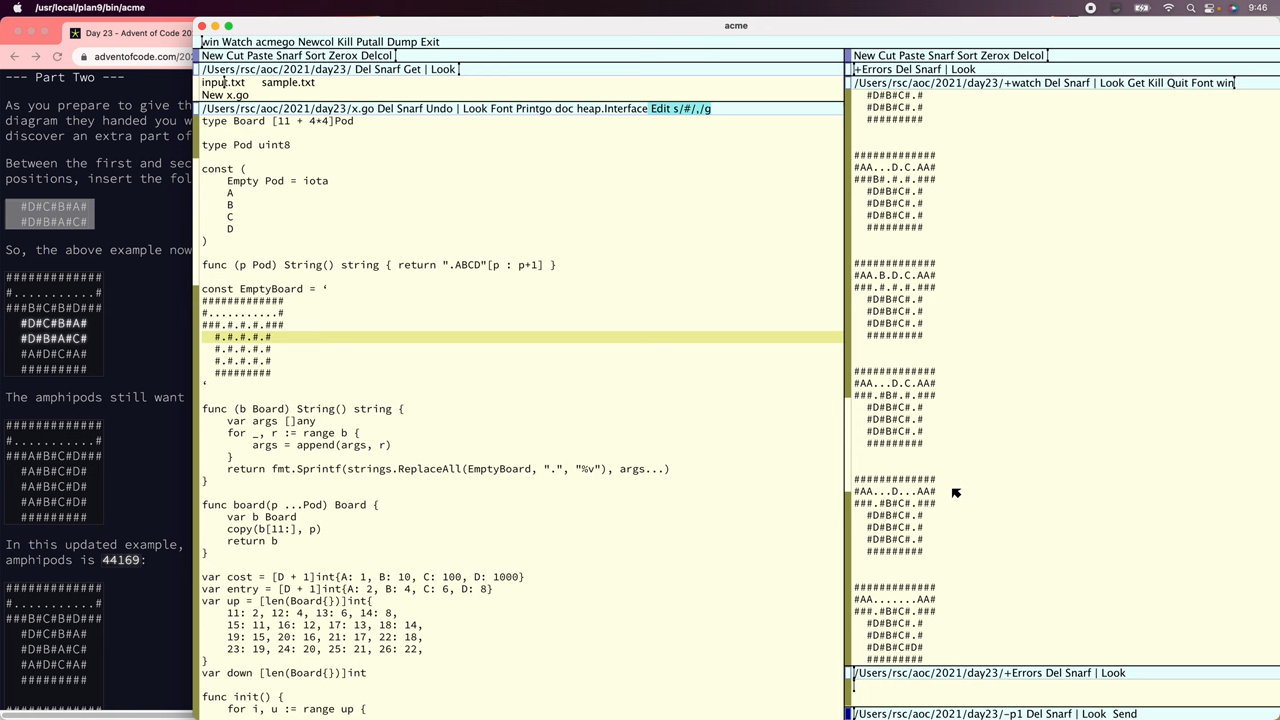 /usr/local/plan9/bin/acme
9:46
Day 23 - Advent of Code 20
adventofcode.com/202
--- Part Two ---
As you prepare to give th
diagram they handed you w
discover an extra part of
Between the first and sec
positions, insert the fol
#D#C#B#A#
#D#B#A#C#
So, the above example now
#############
#...........#
###B#C#B#D###
#D#C#B#A#
#D#B#A#C#
#A#D#C#A#
#########
The amphipods still want
#############
#...........#
###A#B#C#D###
#A#B#C#D#
#A#B#C#D#
#A#B#C#D#
#########
In this updated example,
amphipods is 44169:
#############
#...........#
###B#C#B#D###
#D#C#B#A#
#D#B#A#C#
#A#D#C#A#
#########
#############
acme
win Watch acmego Newcol Kill Putall Dump Exit
New Cut Paste Snarf Sort Zerox Delcol
/Users/rsc/aoc/2021/day23/ Del Snarf Get | Look
input.txt sample.txt
New x.go
/Users/rsc/aoc/2021/day23/x.go Del Snarf Undo | Look Font Printgo doc heap.Interface Edit s/#/,/g
type Board [11 + 4*4]Pod
type Pod uint8
const (
Empty Pod = iota
A
B
C
D
)
func (p Pod) String() string { return ".ABCD"[p : p+1] }
const EmptyBoard = `
#############
#...........#
###.#.#.#.###
  #.#.#.#.#
  #.#.#.#.#
  #.#.#.#.#
  #########
`
func (b Board) String() string {
var args []any
for _, r := range b {
args = append(args, r)
}
return fmt.Sprintf(strings.ReplaceAll(EmptyBoard, ".", "%v"), args...)
}
func board(p ...Pod) Board {
var b Board
copy(b[11:], p)
return b
}
var cost = [D + 1]int{A: 1, B: 10, C: 100, D: 1000}
var entry = [D + 1]int{A: 2, B: 4, C: 6, D: 8}
var up = [len(Board{})]int{
11: 2, 12: 4, 13: 6, 14: 8,
15: 11, 16: 12, 17: 13, 18: 14,
19: 15, 20: 16, 21: 17, 22: 18,
23: 19, 24: 20, 25: 21, 26: 22,
}
var down [len(Board{})]int
func init() {
for i, u := range up {
New Cut Paste Snarf Sort Zerox Delcol
+Errors Del Snarf | Look
/Users/rsc/aoc/2021/day23/+watch Del Snarf | Look Get Kill Quit Font win
#D#B#C#.#
#D#B#C#.#
#########
#############
#AA...D.C.AA#
###B#.#.#.###
#D#B#C#.#
#D#B#C#.#
#D#B#C#.#
#########
#############
#AA.B.D.C.AA#
###.#.#.#.###
#D#B#C#.#
#D#B#C#.#
#D#B#C#.#
#########
#############
#AA...D.C.AA#
###.#B#.#.###
#D#B#C#.#
#D#B#C#.#
#D#B#C#.#
#########
#############
#AA...D...AA#
###.#B#C#.###
#D#B#C#.#
#D#B#C#.#
#D#B#C#.#
#########
#############
#AA.......AA#
###.#B#C#.###
#D#B#C#.#
#D#B#C#.#
#D#B#C#D#
#########
/Users/rsc/aoc/2021/day23/+Errors Del Snarf | Look
/Users/rsc/aoc/2021/day23/-p1 Del Snarf | Look Send